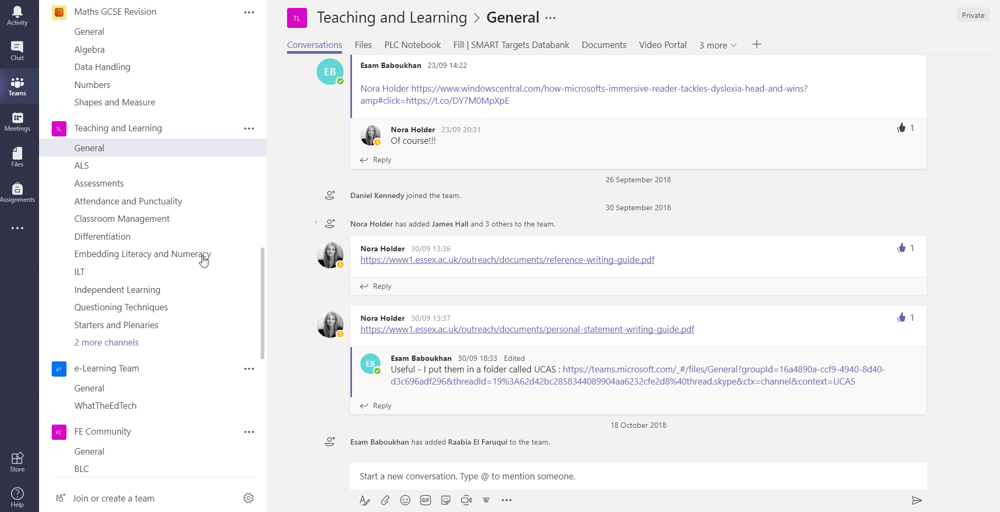 Activity
Chat
Teams
Meetings
Files
Assignments
Store
Help
Maths GCSE Revision
General
Algebra
Data Handling
Numbers
Shapes and Measure
TL
Teaching and Learning
General
ALS
Assessments
Attendance and Punctuality
Classroom Management
Differentiation
Embedding Literacy and Numeracy
ILT
Independent Learning
Questioning Techniques
Starters and Plenaries
2 more channels
eT
e-Learning Team
General
WhatTheEdTech
FC
FE Community
General
BLC
Join or create a team
TL
Teaching and Learning > General ···
Private
Conversations Files PLC Notebook Fill | SMART Targets Databank Documents Video Portal 3 more +
EB
Esam Baboukhan 23/09 14:22
Nora Holder https://www.windowscentral.com/how-microsofts-immersive-reader-tackles-dyslexia-head-and-wins?
amp#click=https://t.co/DY7M0MpXpE
Nora Holder 23/09 20:31
1
Of course!!!
Reply
26 September 2018
Daniel Kennedy joined the team.
30 September 2018
Nora Holder has added James Hall and 3 others to the team.
Nora Holder 30/09 13:36
1
https://www1.essex.ac.uk/outreach/documents/reference-writing-guide.pdf
Reply
Nora Holder 30/09 13:37
1
https://www1.essex.ac.uk/outreach/documents/personal-statement-writing-guide.pdf
EB
Esam Baboukhan 30/09 18:33 Edited
Useful - I put them in a folder called UCAS : https://teams.microsoft.com/_#/files/General?groupId=16a4890a-ccf9-4940-8d40-
d3c696adf296&threadId=19%3A62d42bc2858344089904aa6232cfe2d8%40thread.skype&ctx=channel&context=UCAS
Reply
18 October 2018
Esam Baboukhan has added Raabia El Faruqui to the team.
Start a new conversation. Type @ to mention someone.
GIF
W